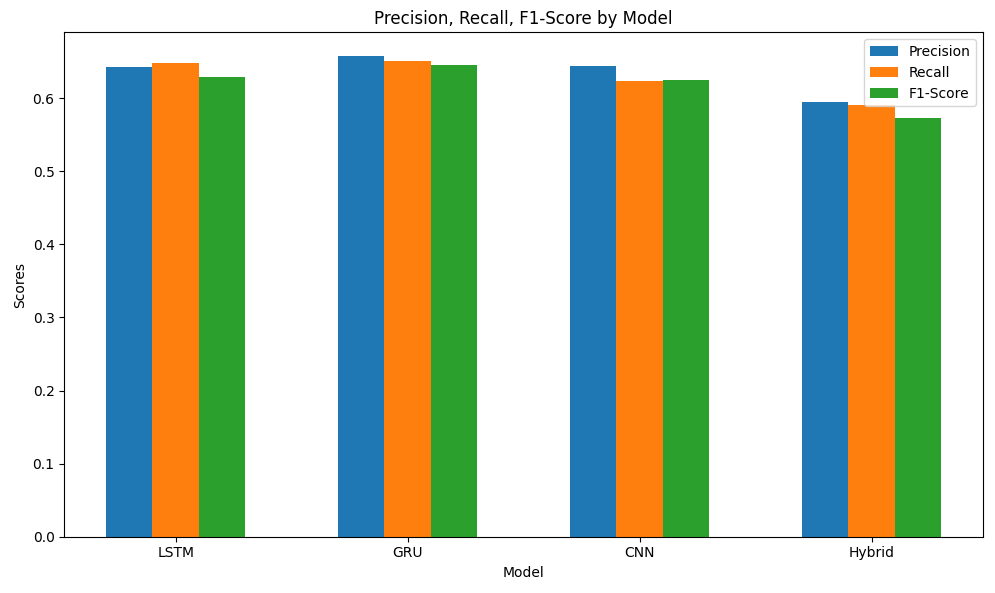 Precision, Recall, F1-Score by Model
Precision
Recall
F1-Score
Scores
0.6
0.5
0.4
0.3
0.2
0.1
0.0
LSTM
GRU
CNN
Hybrid
Model